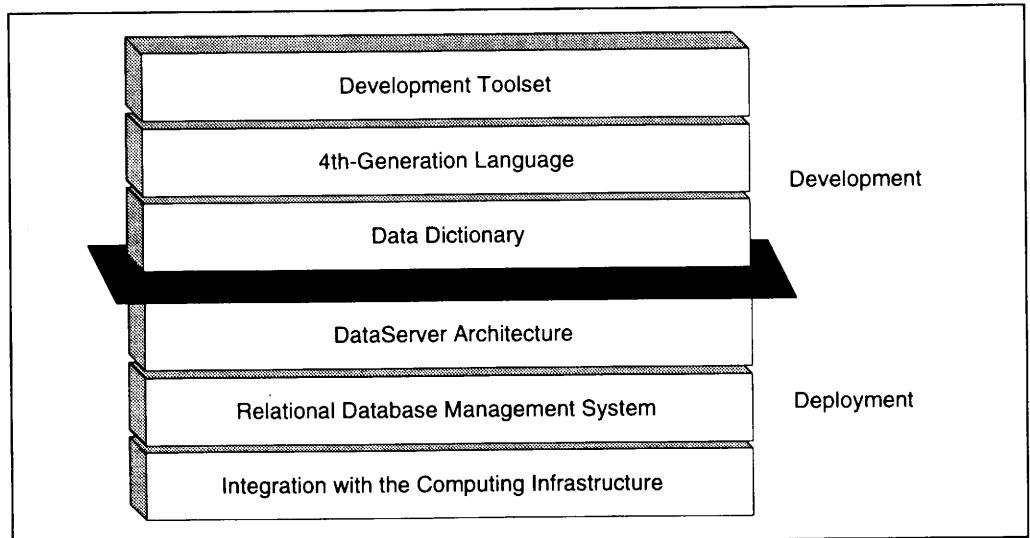 Development Toolset
4th-Generation Language
Development
Data Dictionary
DataServer Architecture
Relational Database Management System
Deployment
Integration with the Computing Infrastructure